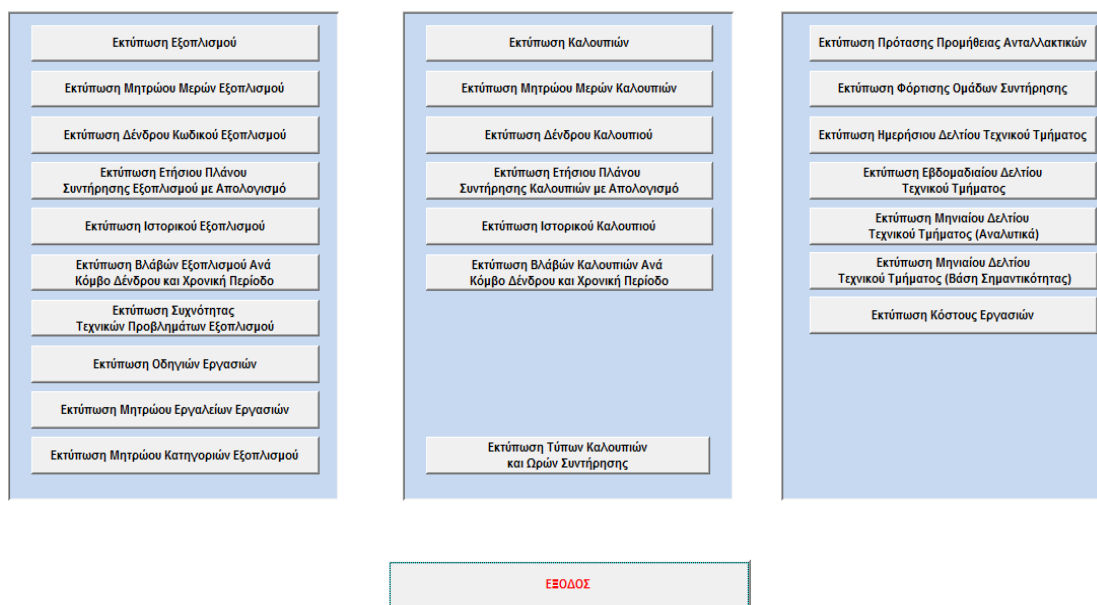 Εκτύπωση Εξοπλισμού
Εκτύπωση Μητρώου Μερών Εξοπλισμού
Εκτύπωση Δένδρου Κωδικού Εξοπλισμού
Εκτύπωση Ετήσιου Πλάνου
Συντήρησης Εξοπλισμού με Απολογισμό
Εκτύπωση Ιστορικού Εξοπλισμού
Εκτύπωση Βλάβών Εξοπλισμού Ανά
Κόμβο Δένδρου και Χρονική Περίοδο
Εκτύπωση Συχνότητας
Τεχνικών Προβλημάτων Εξοπλισμού
Εκτύπωση Οδηγιών Εργασιών
Εκτύπωση Μητρώου Εργαλείων Εργασιών
Εκτύπωση Μητρώου Κατηγοριών Εξοπλισμού
Εκτύπωση Καλουπιών
Εκτύπωση Μητρώου Μερών Καλουπιών
Εκτύπωση Δένδρου Καλουπιού
Εκτύπωση Ετήσιου Πλάνου
Συντήρησης Καλουπιών με Απολογισμό
Εκτύπωση Ιστορικού Καλουπιού
Εκτύπωση Βλάβών Καλουπιών Ανά
Κόμβο Δένδρου και Χρονική Περίοδο
Εκτύπωση Τύπων Καλουπιών
και Ωρών Συντήρησης
Εκτύπωση Πρότασης Προμήθειας Ανταλλακτικών
Εκτύπωση Φόρτισης Ομάδων Συντήρησης
Εκτύπωση Ημερήσιου Δελτίου Τεχνικού Τμήματος
Εκτύπωση Εβδομαδιαίου Δελτίου
Τεχνικού Τμήματος
Εκτύπωση Μηνιαίου Δελτίου
Τεχνικού Τμήματος (Αναλυτικά)
Εκτύπωση Μηνιαίου Δελτίου
Τεχνικού Τμήματος (Βάση Σημαντικότητας)
Εκτύπωση Κόστους Εργασιών
ΕΞΟΔΟΣ